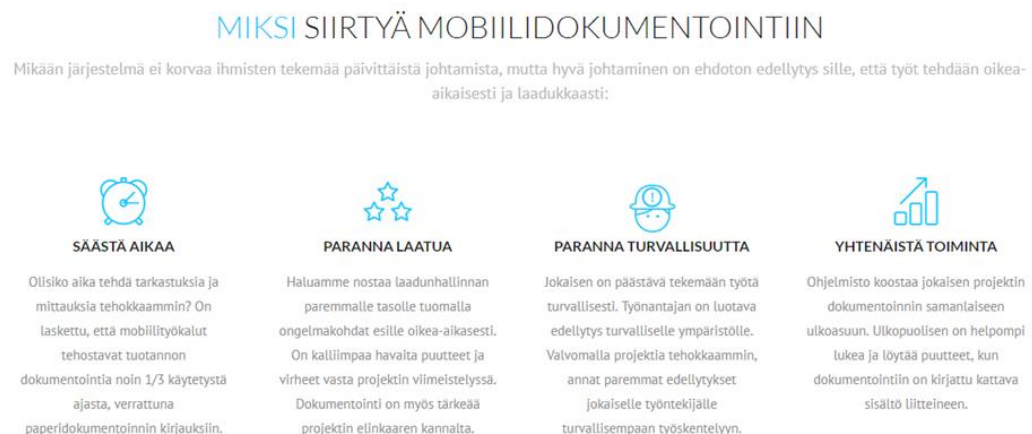 MIKSI SIIRTYÄ MOBIILIDOKUMENTOINTIIN
Mikään järjestelmä ei korvaa ihmisten tekemää päivittäistä johtamista, mutta hyvä johtaminen on ehdoton edellytys sille, että työt tehdään oikea-
aikaisesti ja laadukkaasti:
SÄÄSTÄ AIKAA
Olisiko aika tehdä tarkastuksia ja
mittauksia tehokkaammin? On
laskettu, että mobiilityökalut
tehostavat tuotannon
dokumentointia noin 1/3 käytetystä
ajasta, verrattuna
paperidokumentoinnin kirjauksiin.
PARANNA LAATUA
Haluamme nostaa laadunhallinnan
paremmalle tasolle tuomalla
ongelmakohdat esille oikea-aikasesti.
On kalliimpaa havaita puutteet ja
virheet vasta projektin viimeistelyssä.
Dokumentointi on myös tärkeää
projektin elinkaaren kannalta.
PARANNA TURVALLISUUTTA
Jokaisen on päästävä tekemään työtä
turvallisesti. Työnantajan on luotava
edellytys turvalliselle ympäristölle.
Valvomalla projektia tehokkaammin,
annat paremmat edellytykset
jokaiselle työntekijälle
turvallisempaan työskentelyyn.
YHTENÄISTÄ TOIMINTA
Ohjelmisto koostaa jokaisen projektin
dokumentoinnin samanlaiseen
ulkoasuun. Ulkopuolisen on helpompi
lukea ja löytää puutteet, kun
dokumentointiin on kirjattu kattava
sisältö liitteineen.